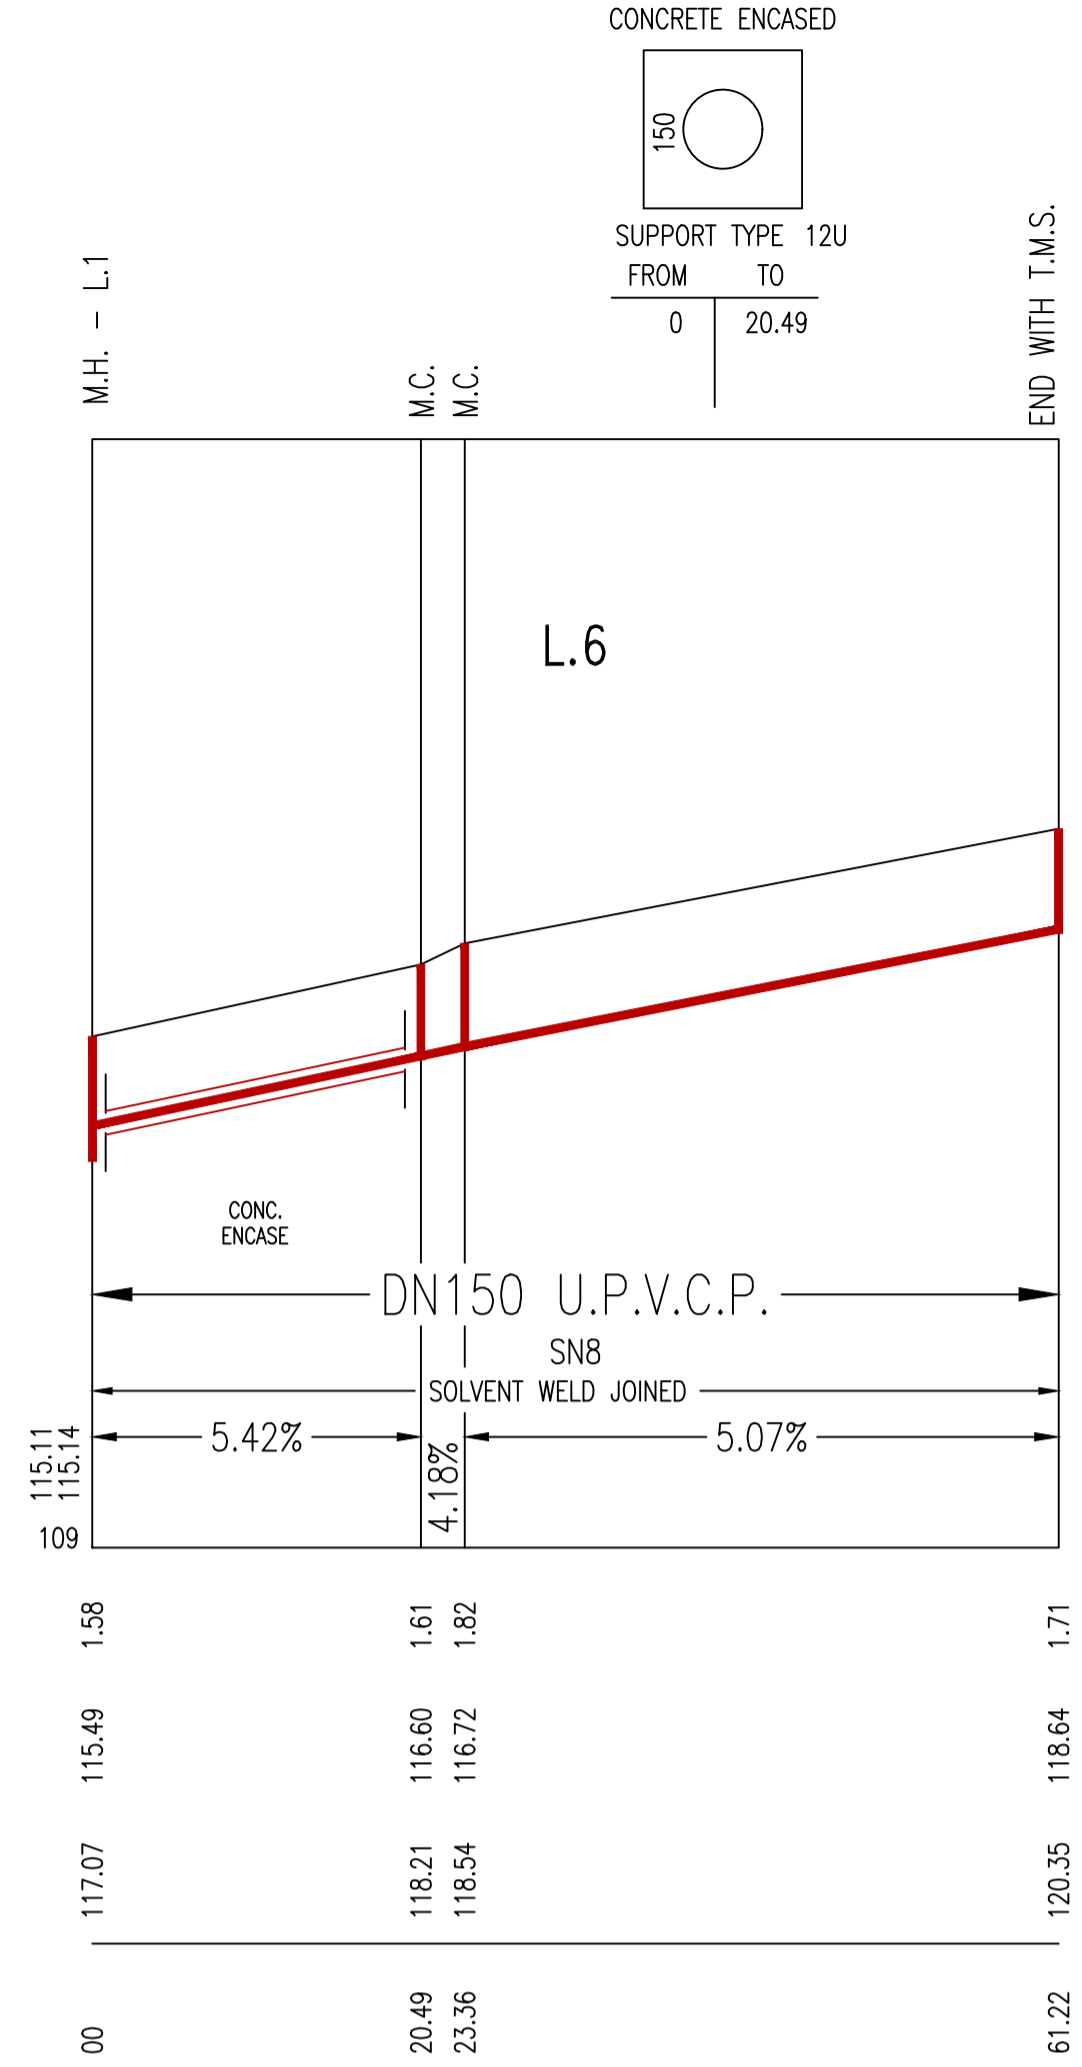 CONCRETE ENCASED
150
SUPPORT TYPE 12U
FROM TO
0 20.49
M.H. - L.1
M.C.
M.C.
END WITH T.M.S.
L.6
CONC.
ENCASE
DN150 U.P.V.C.P.
SN8
SOLVENT WELD JOINED
5.42%
4.18%
5.07%
115.11
115.14
109
1.58 1.61 1.82 1.71
115.49 116.60 116.72 118.64
117.07 118.21 118.54 120.35
00 20.49 23.36 61.22